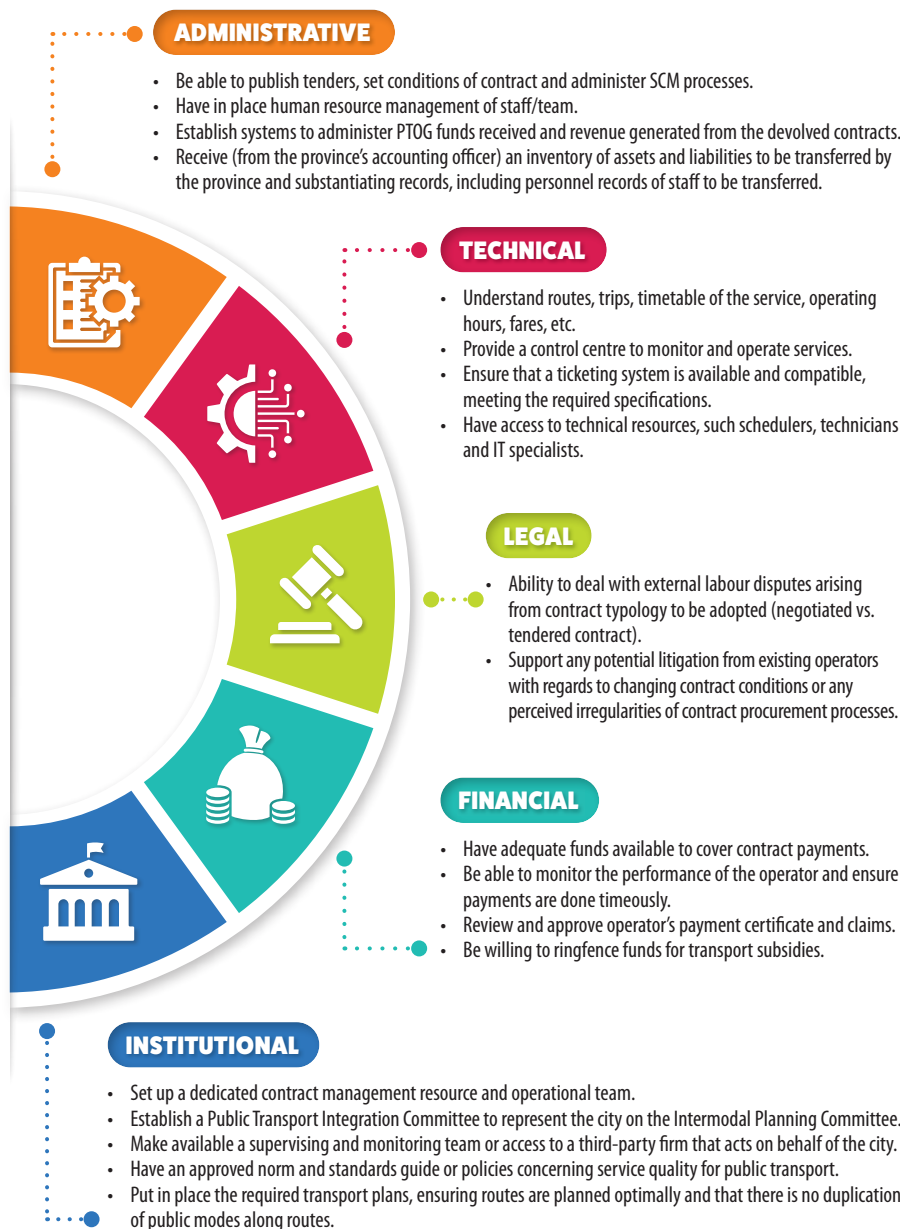 ADMINISTRATIVE
• Be able to publish tenders, set conditions of contract and administer SCM processes.
• Have in place human resource management of staff/team.
• Establish systems to administer PTOG funds received and revenue generated from the devolved contracts.
• Receive (from the province's accounting officer) an inventory of assets and liabilities to be transferred by
the province and substantiating records, including personnel records of staff to be transferred.
TECHNICAL
• Understand routes, trips, timetable of the service, operating
hours, fares, etc.
• Provide a control centre to monitor and operate services.
• Ensure that a ticketing system is available and compatible,
meeting the required specifications.
• Have access to technical resources, such schedulers, technicians
and IT specialists.
LEGAL
• Ability to deal with external labour disputes arising
from contract typology to be adopted (negotiated vs.
tendered contract).
• Support any potential litigation from existing operators
with regards to changing contract conditions or any
perceived irregularities of contract procurement processes.
FINANCIAL
• Have adequate funds available to cover contract payments.
• Be able to monitor the performance of the operator and ensure
payments are done timeously.
• Review and approve operator's payment certificate and claims.
• Be willing to ringfence funds for transport subsidies.
INSTITUTIONAL
• Set up a dedicated contract management resource and operational team.
• Establish a Public Transport Integration Committee to represent the city on the Intermodal Planning Committee.
• Make available a supervising and monitoring team or access to a third-party firm that acts on behalf of the city.
• Have an approved norm and standards guide or policies concerning service quality for public transport.
• Put in place the required transport plans, ensuring routes are planned optimally and that there is no duplication
of public modes along routes.